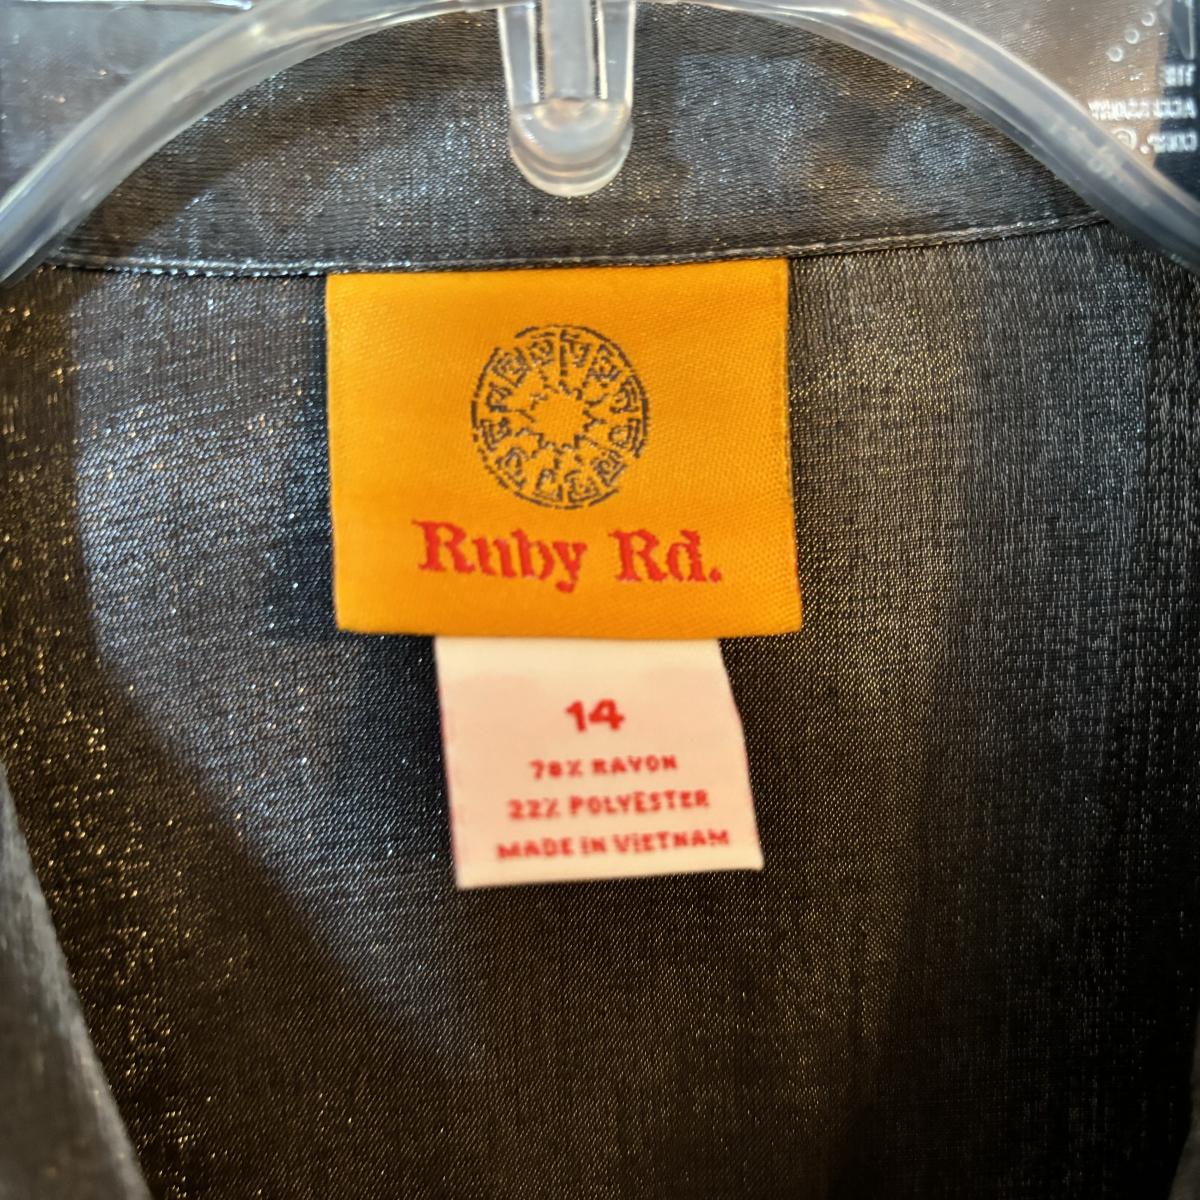 Ruby Rd.
14
78% RAYON
22% POLYESTER
MADE IN VIETNAM